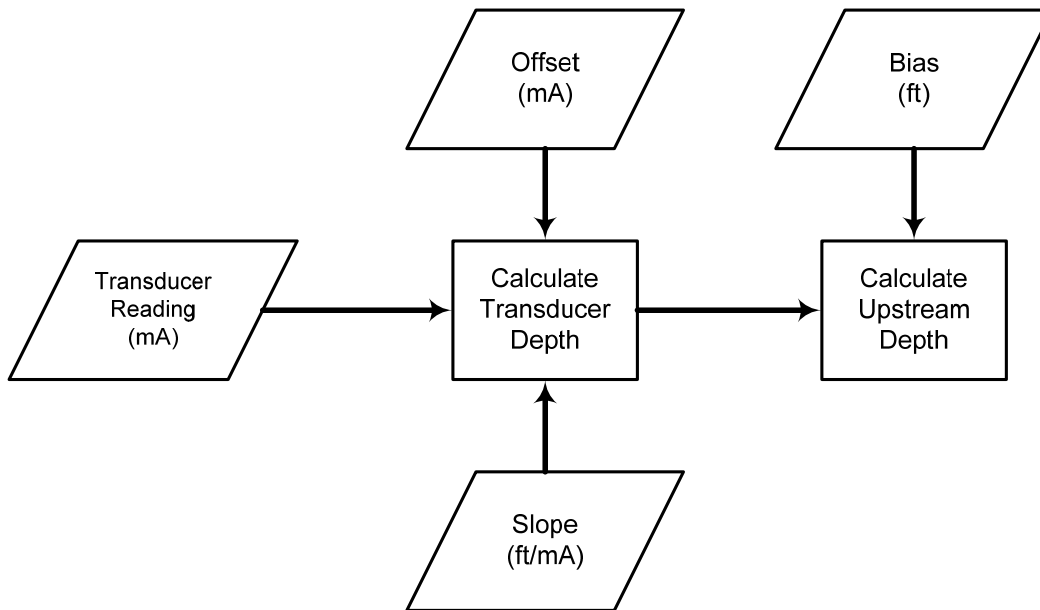 Offset
(mA)
Bias
(ft)
Transducer
Reading
(mA)
Calculate
Transducer
Depth
Calculate
Upstream
Depth
Slope
(ft/mA)